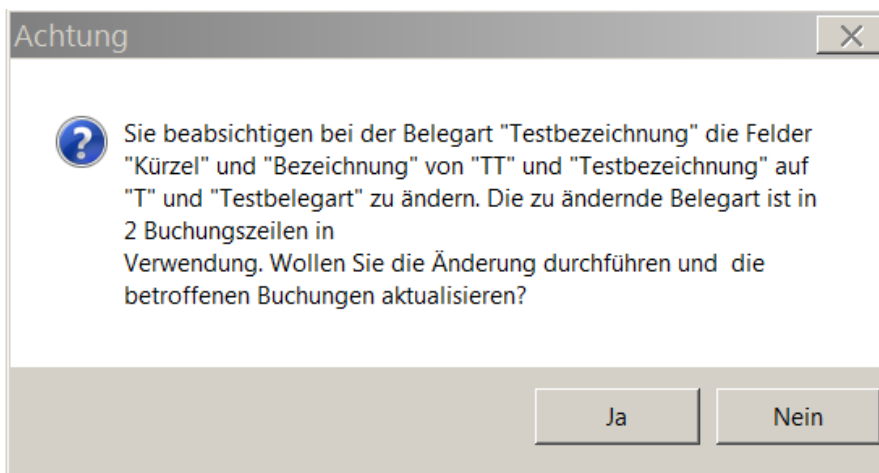 Achtung
Sie beabsichtigen bei der Belegart "Testbezeichnung" die Felder
"Kürzel" und "Bezeichnung" von "TT" und "Testbezeichnung" auf
"T" und "Testbelegart" zu ändern. Die zu ändernde Belegart ist in
2 Buchungszeilen in
Verwendung. Wollen Sie die Änderung durchführen und  die
betroffenen Buchungen aktualisieren?
Ja
Nein